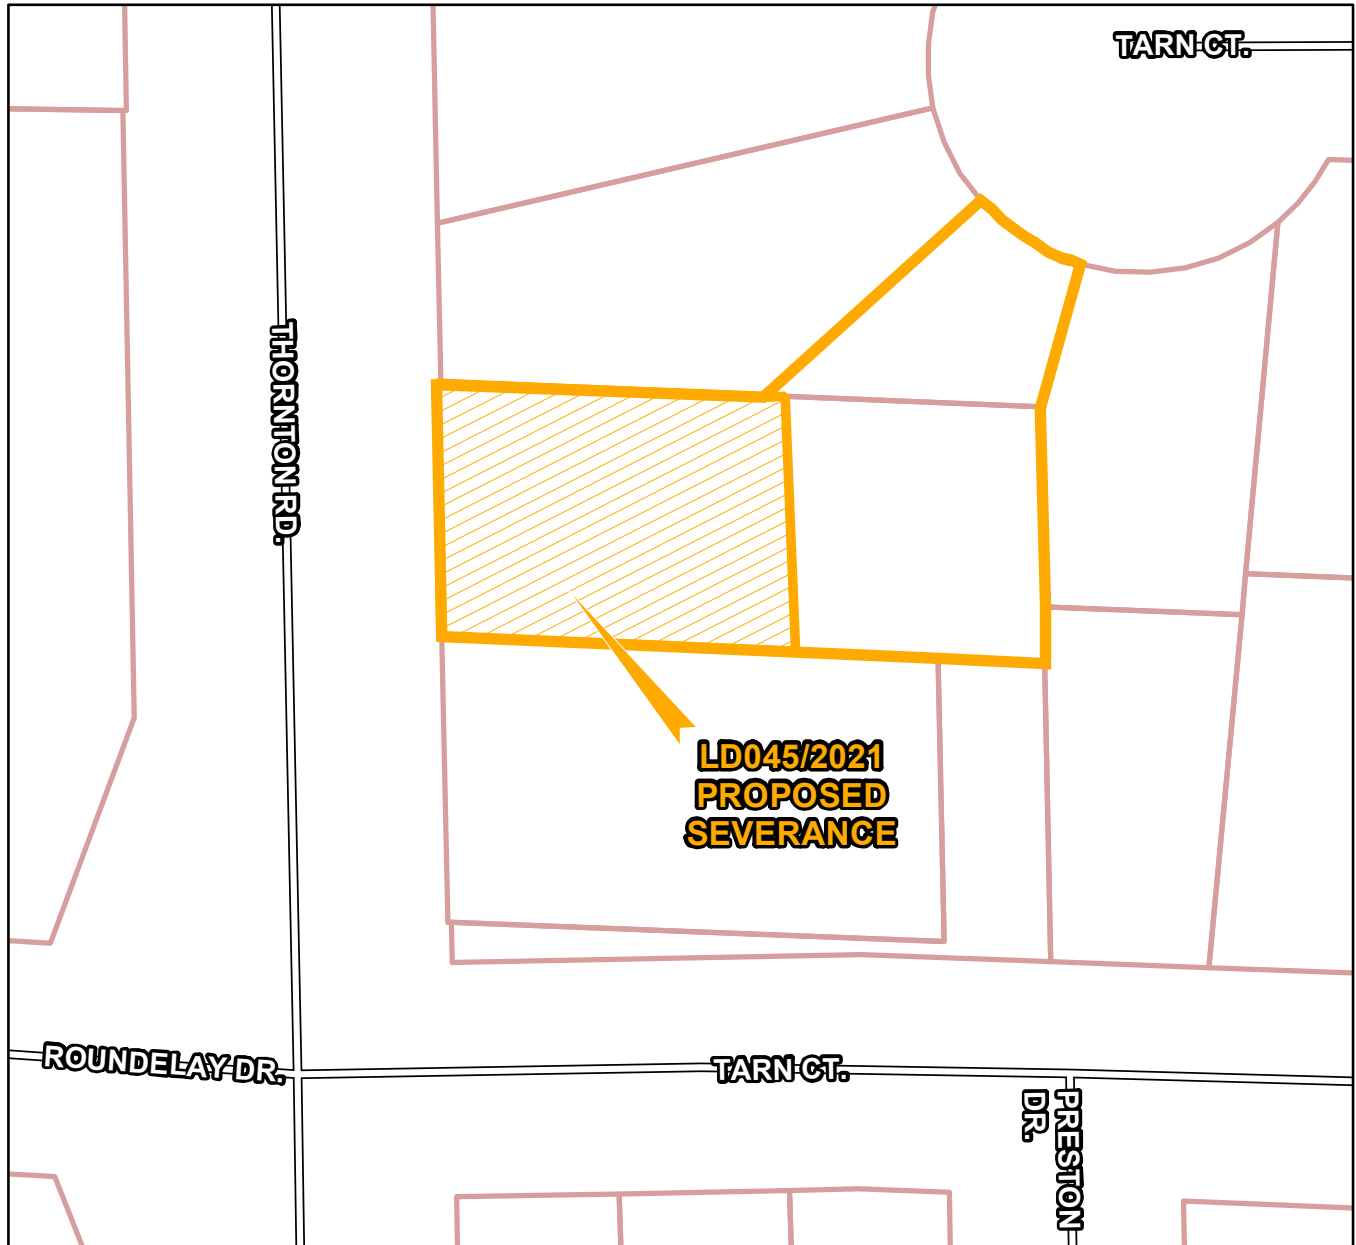 TARN CT.
THORNTON RD.
LD045/2021
PROPOSED
SEVERANCE
ROUNDELAY DR.
TARN CT.
PRESTON
DR.